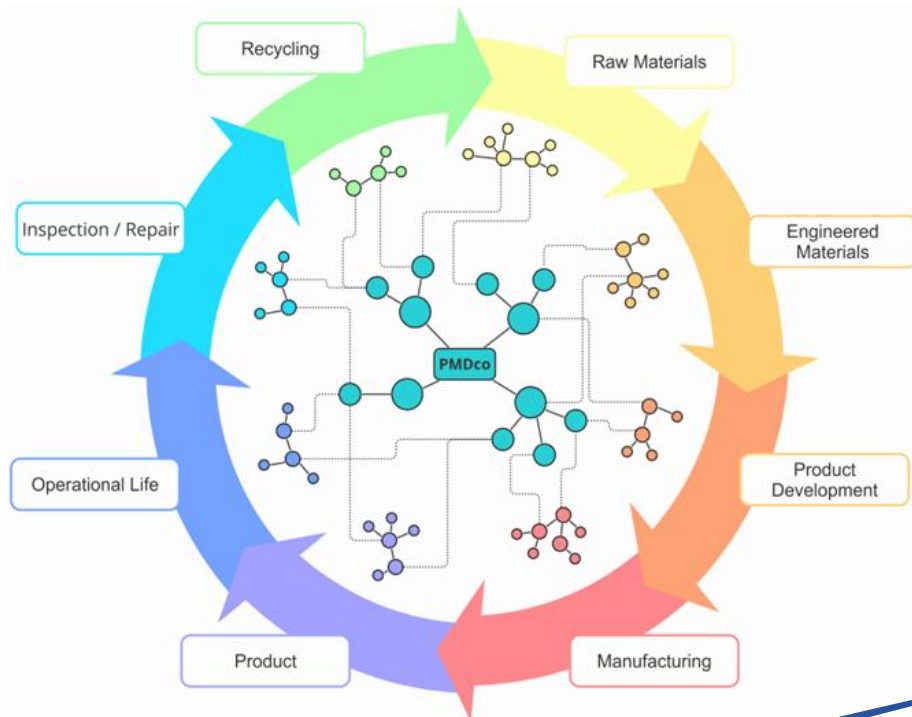 Recycling
Raw Materials
Inspection / Repair
Engineered
Materials
PMDco
Operational Life
Product
Development
Product
Manufacturing